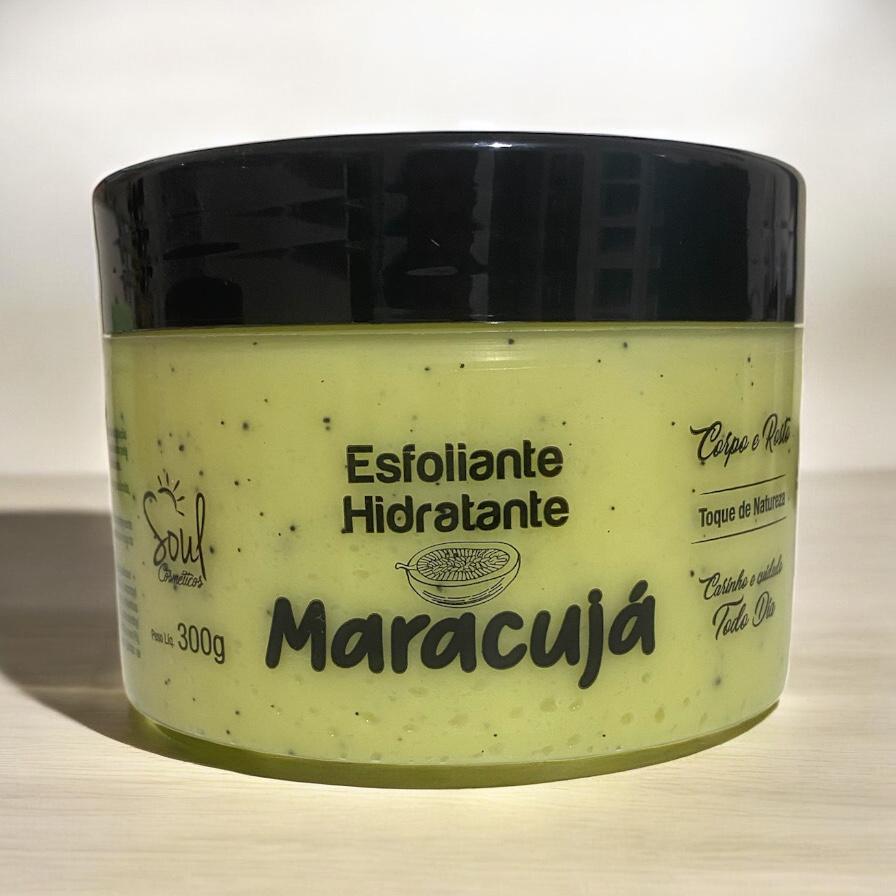 Soul
Cosméticos
Peso Líq. 300g
Esfoliante
Hidratante
Maracujá
Corpo e Rosto
Toque de Natureza
Carinho e cuidado
Todo Dia